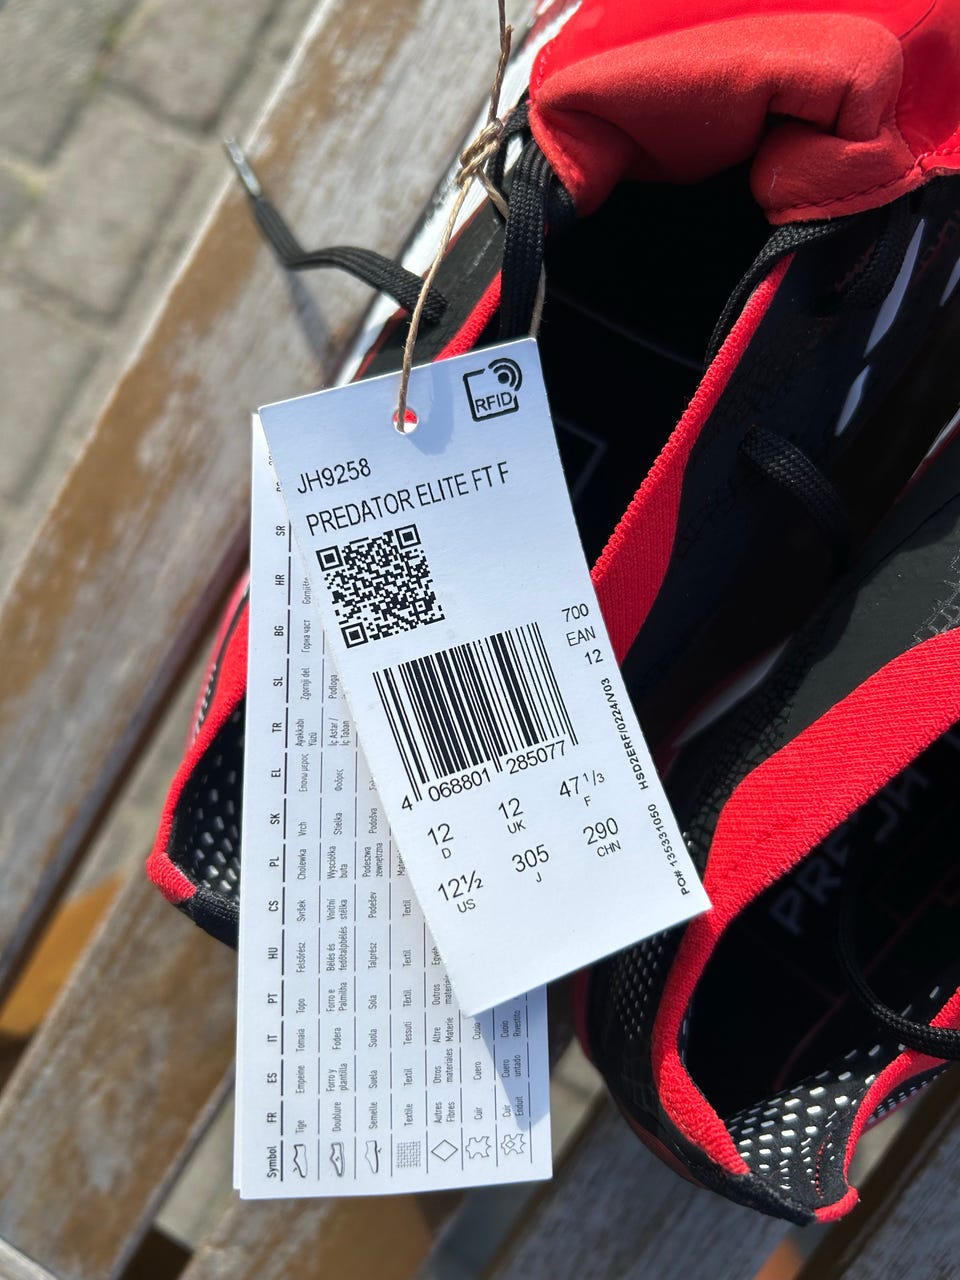 RFID
JH9258
PREDATOR ELITE FT F
700
EAN
12
4 068801 285077
12 D
12 UK
47 1/3 F
12½ US
305 J
290 CHN
PO# 135331050 HSD2ERF/0224/V03
SR
HR
BG Горна част
SL Zgornji del Podloga
TR Ayakkabı Yüzü İç Astar / İç Taban
EL Επάνω μέρος Φόδρες
SK Vrch Stielka Podošva
PL Cholewka Wyściółka buta Podeszwa zewnętrzna
CS Svršek Vnitřní stélka Podešev Textil
HU Felsőrész Bélés és fedőtalpbélés Talprész Textil
PT Topo Forro e Palmilha Sola Têxtil Outros
IT Tomaia Fodera Suola Tessuti Altre Materie Cuoio Cuoio Rivestito
ES Empeine Forro y plantilla Suela Textil Otros materiales Cuero Cuero untado
FR Tige Doublure Semelle Textile Autres Fibres Cuir Cuir Enduit
Symbol